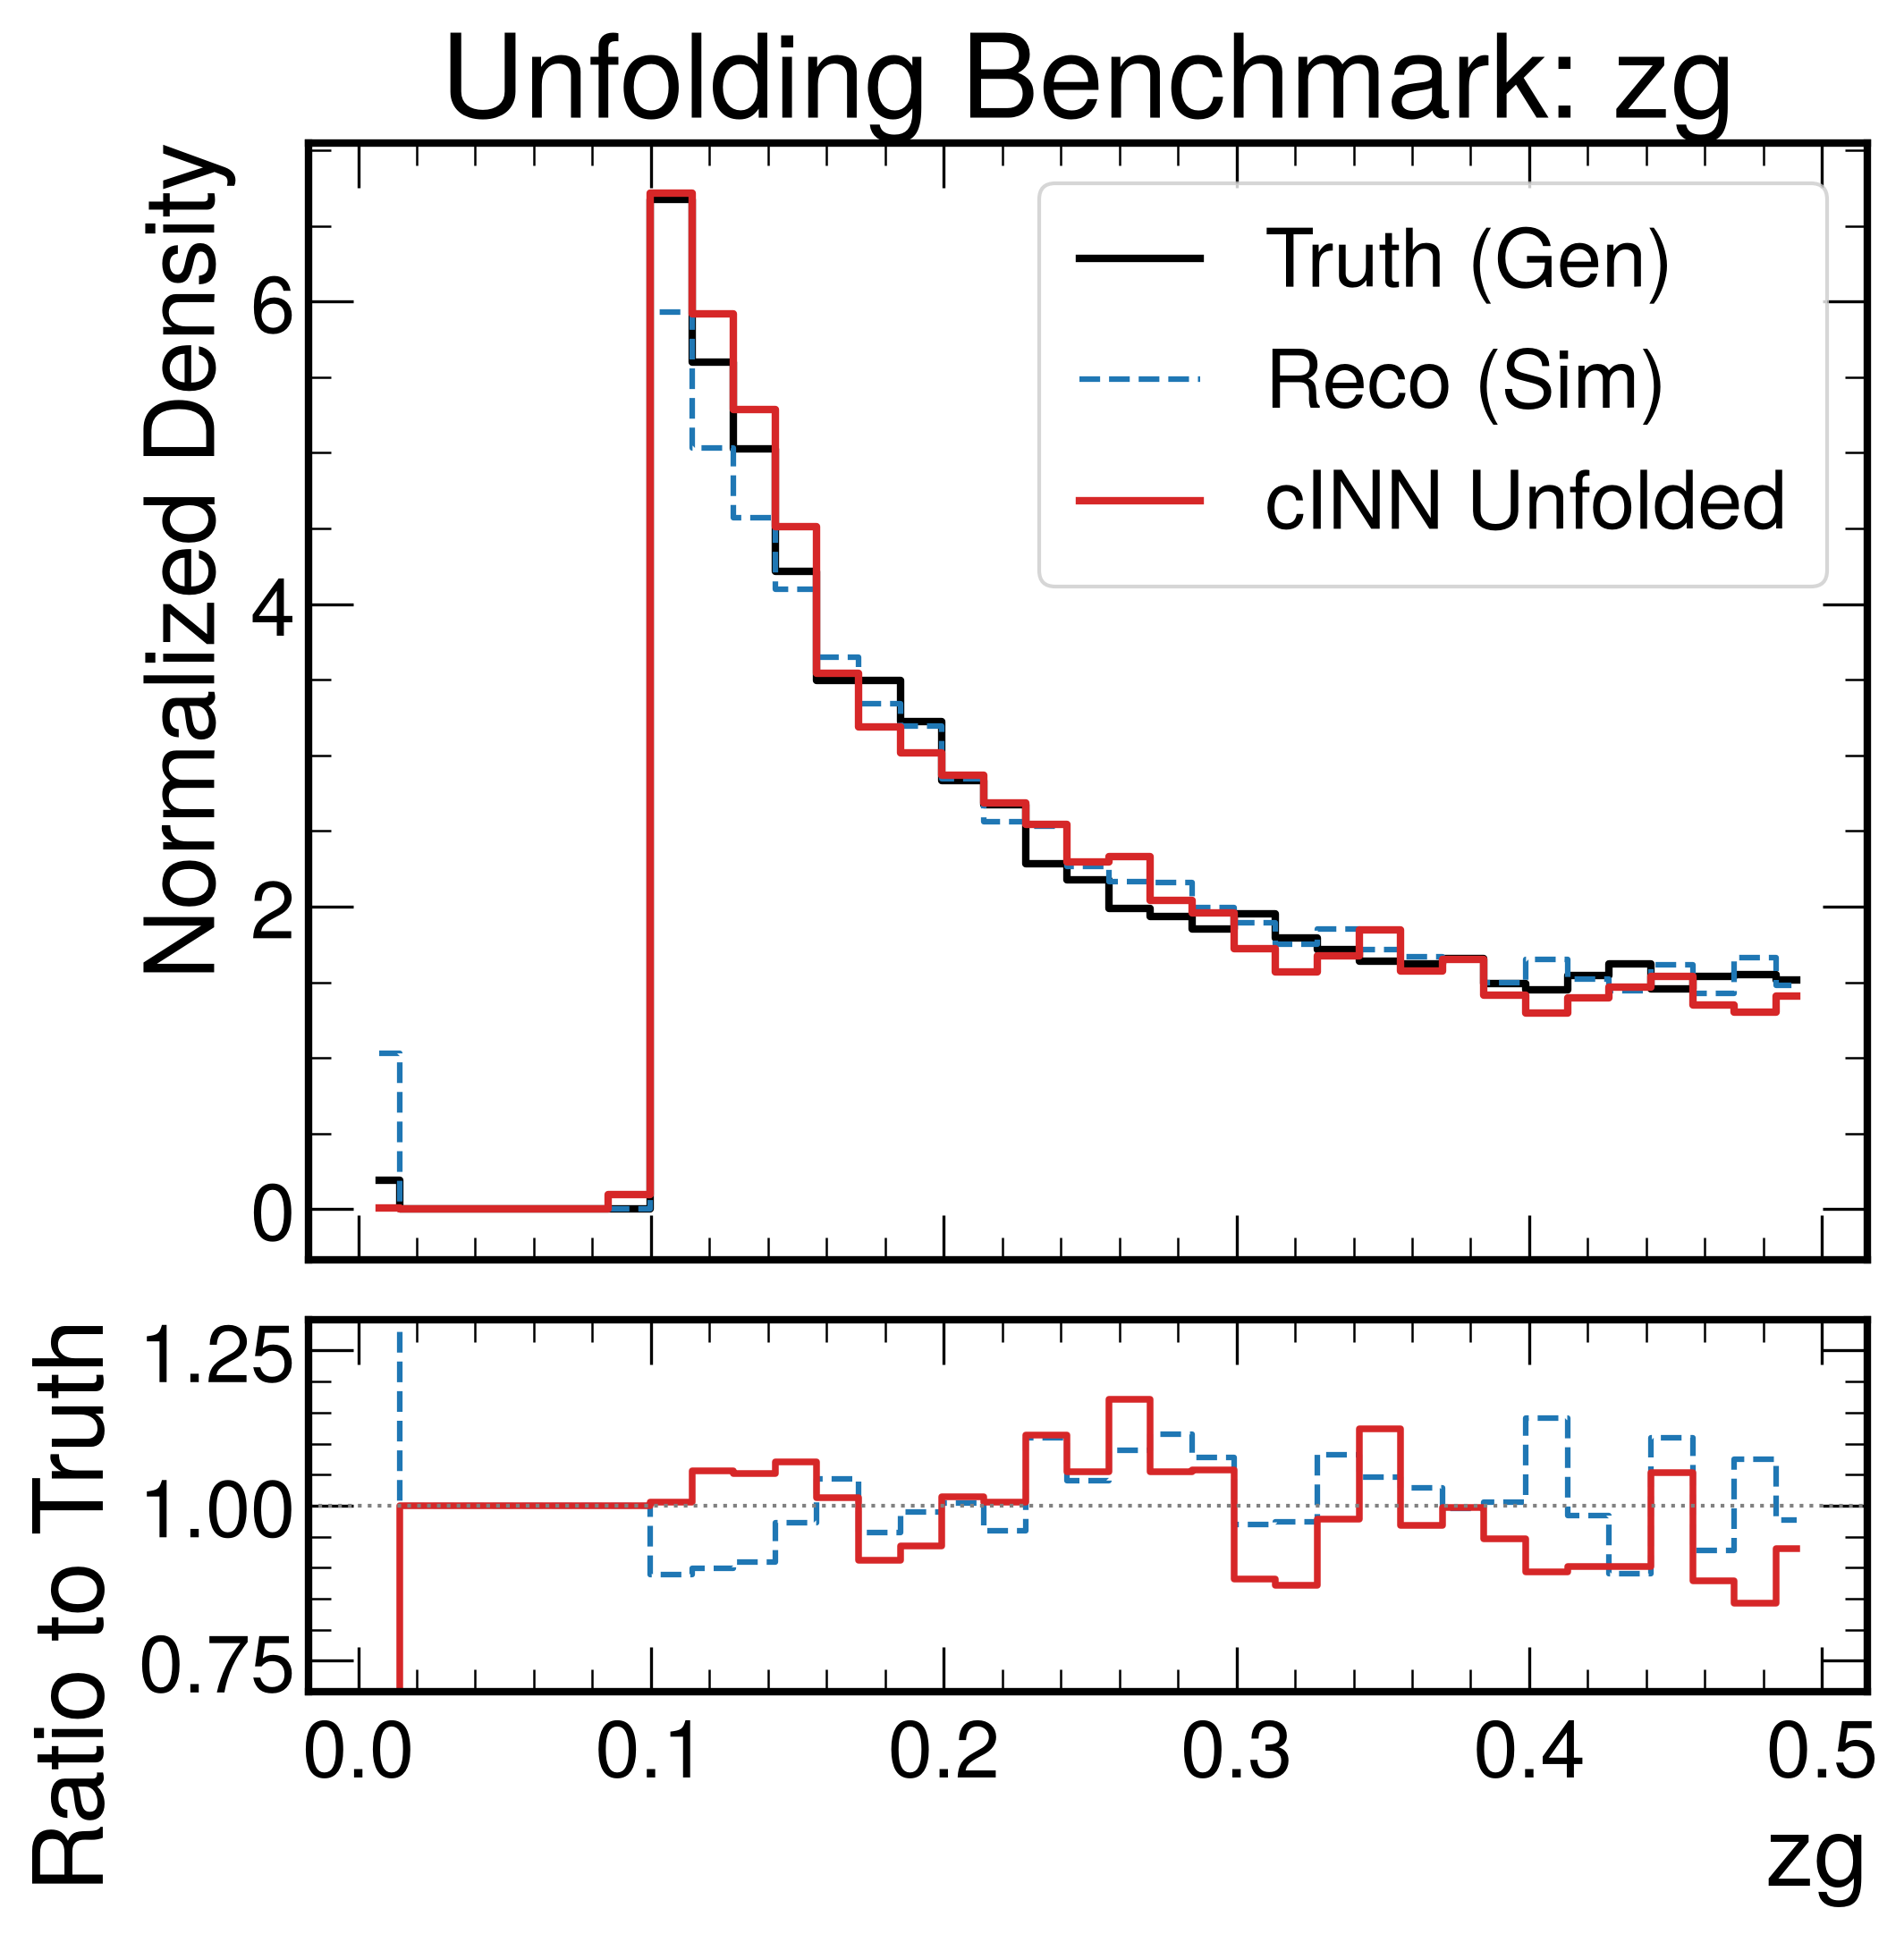 Unfolding Benchmark: zg
Normalized Density
6
4
2
0
Truth (Gen)
Reco (Sim)
cINN Unfolded
Ratio to Truth
1.25
1.00
0.75
0.0 0.1 0.2 0.3 0.4 0.5
zg